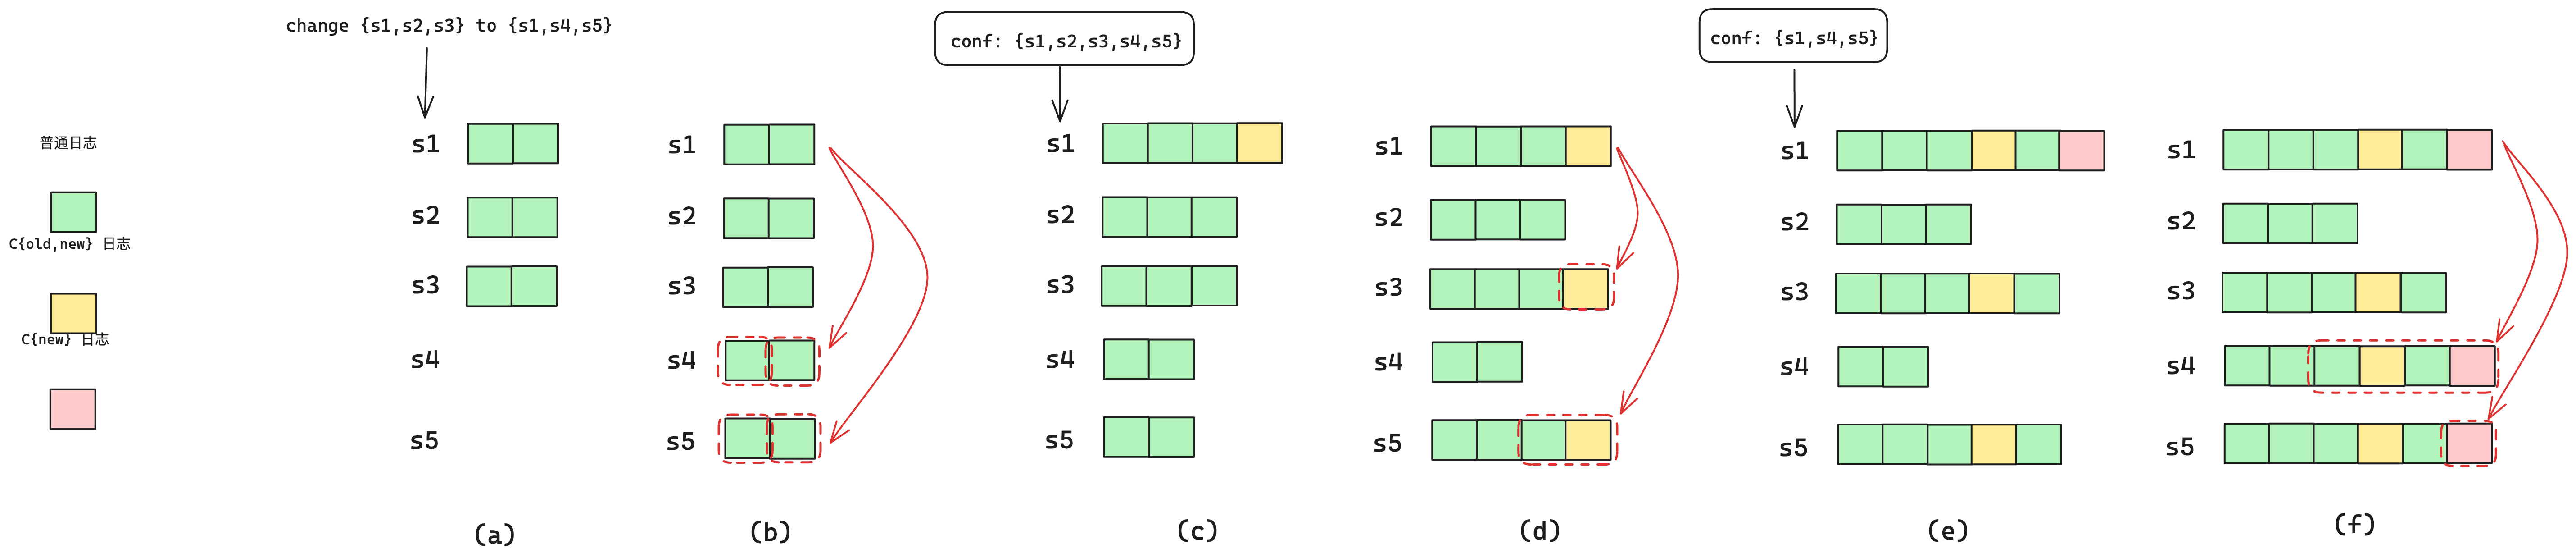 change {s1,s2,s3} to {s1,s4,s5}
conf: {s1,s2,s3,s4,s5}
conf: {s1,s4,s5}
普通日志
C{old,new} 日志
C{new} 日志
s1
s2
s3
s4
s5
(a)
s1
s2
s3
s4
s5
(b)
s1
s2
s3
s4
s5
(c)
s1
s2
s3
s4
s5
(d)
s1
s2
s3
s4
s5
(e)
s1
s2
s3
s4
s5
(f)